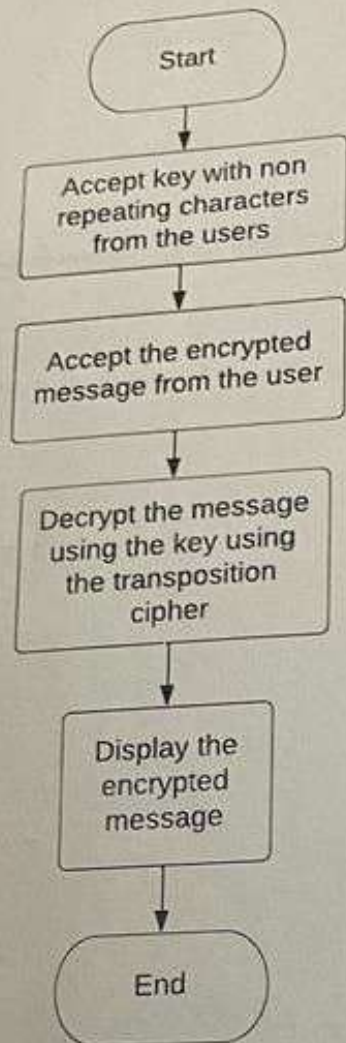 Start
Accept key with non
repeating characters
from the users
Accept the encrypted
message from the user
Decrypt the message
using the key using
the transposition
cipher
Display the
encrypted
message
End